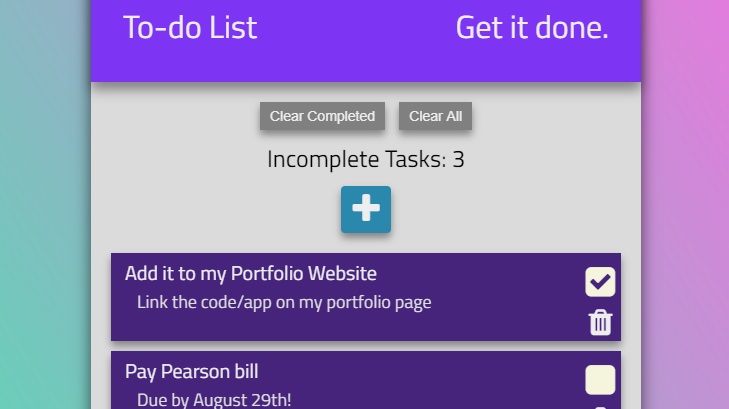 To-do List
Get it done.
Clear Completed
Clear All
Incomplete Tasks: 3
Add it to my Portfolio Website
Link the code/app on my portfolio page
Pay Pearson bill
Due by August 29th!